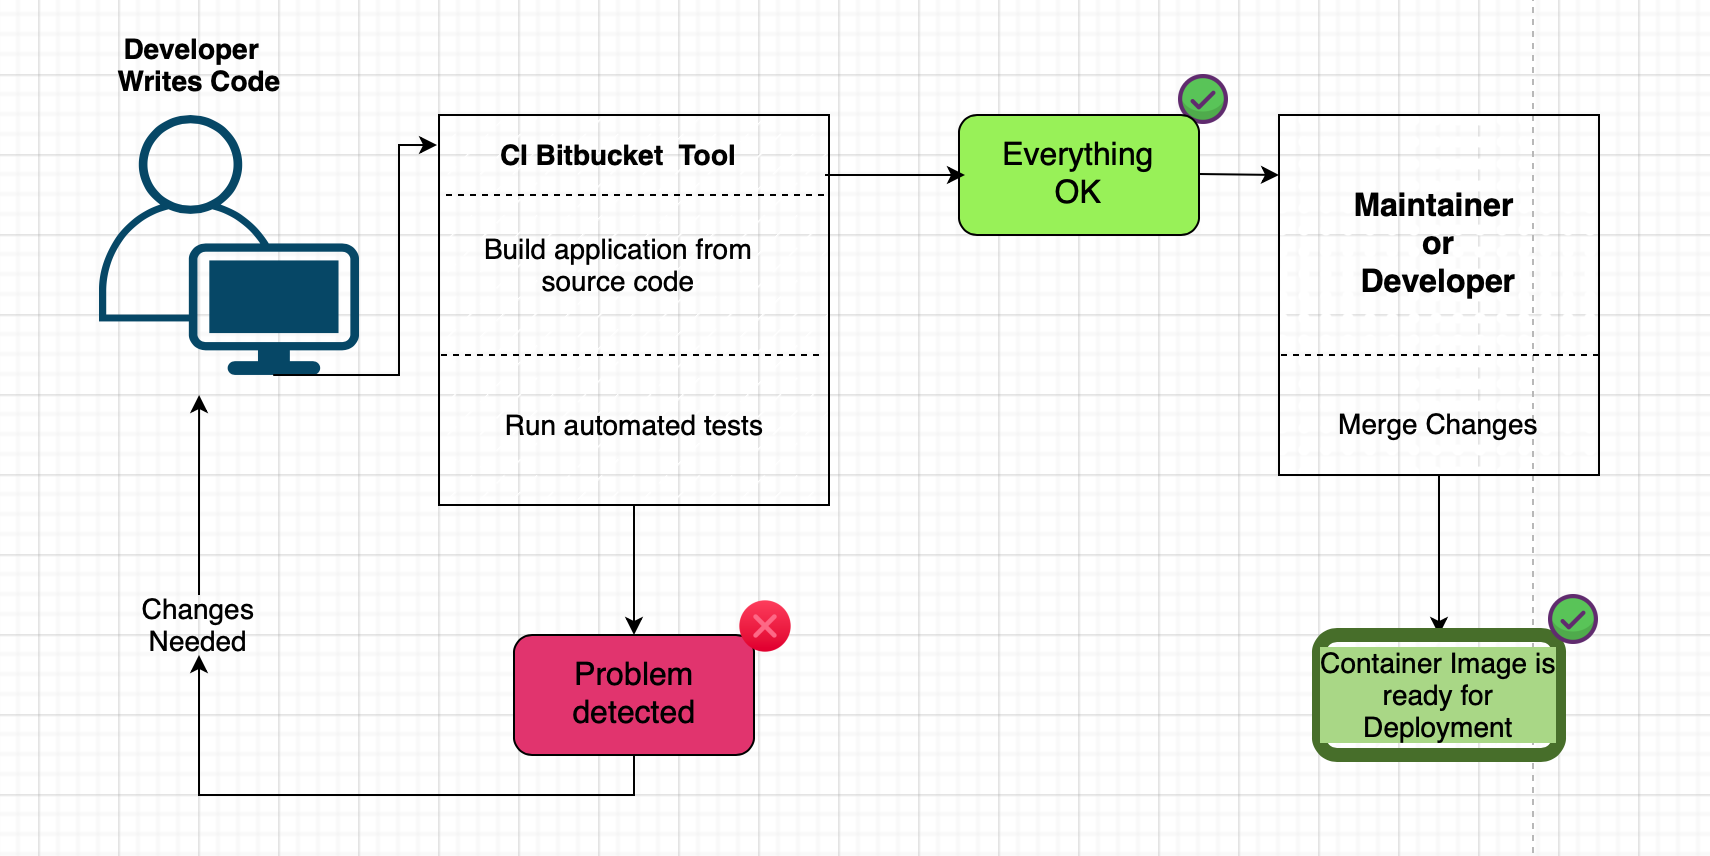 Developer
Writes Code
CI Bitbucket Tool
Build application from
source code
Run automated tests
Everything
OK
Maintainer
or
Developer
Merge Changes
Changes
Needed
Problem
detected
Container Image is
ready for
Deployment